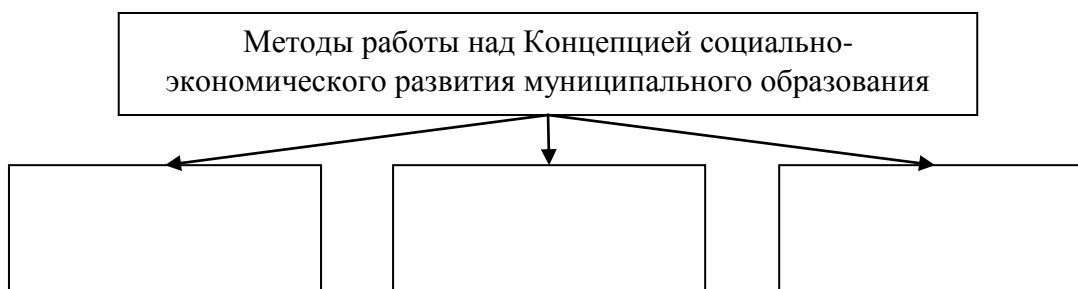 Методы работы над Концепцией социально-
экономического развития муниципального образования